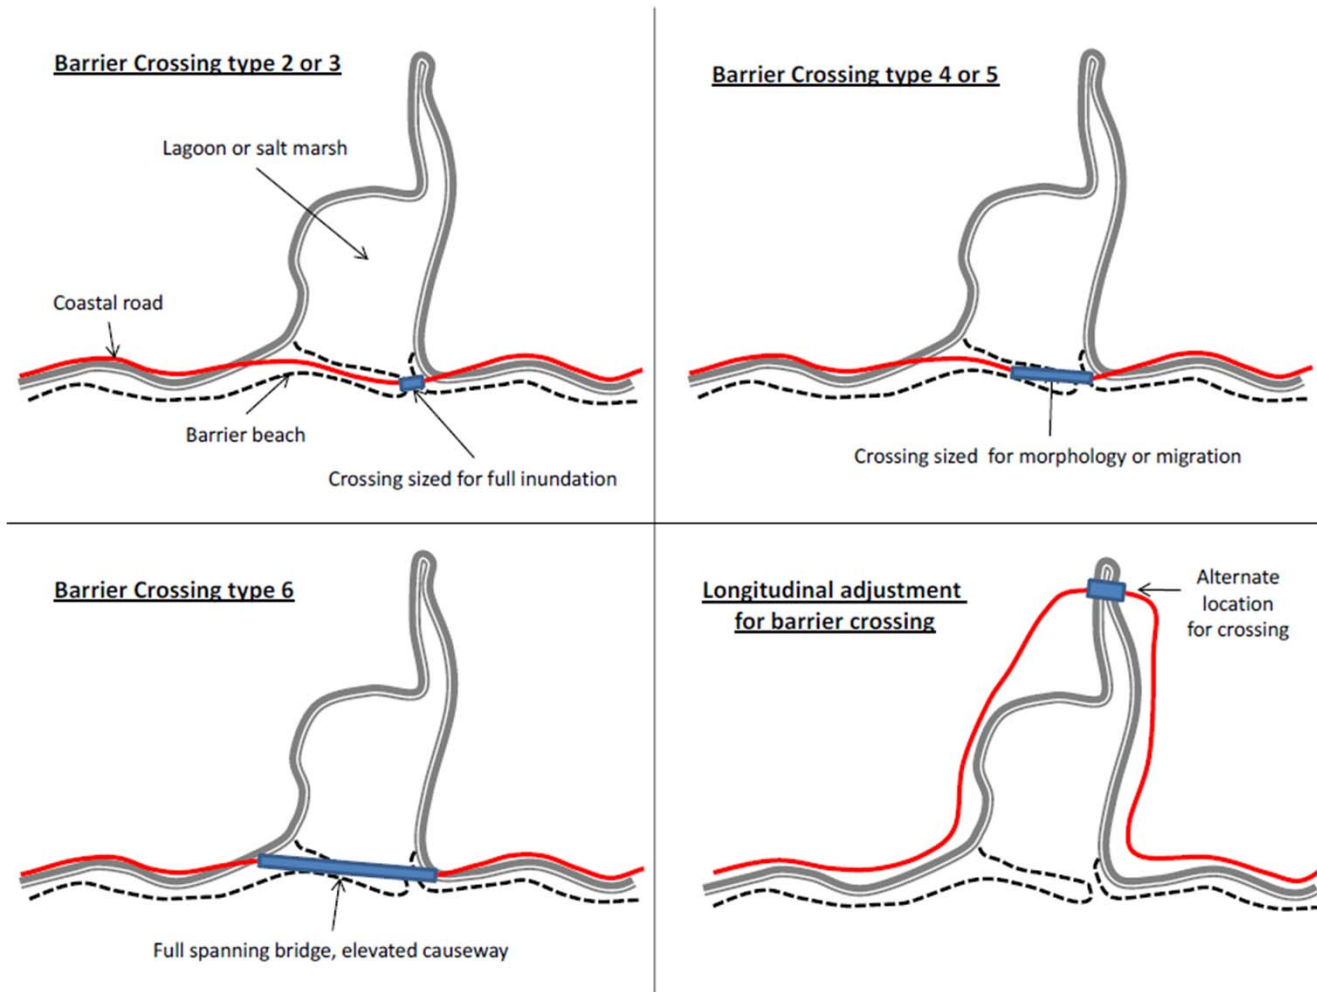 Barrier Crossing type 2 or 3
Lagoon or salt marsh
Coastal road
Barrier beach
Crossing sized for full inundation
Barrier Crossing type 4 or 5
Crossing sized for morphology or migration
Barrier Crossing type 6
Full spanning bridge, elevated causeway
Longitudinal adjustment
for barrier crossing
Alternate
location
for crossing